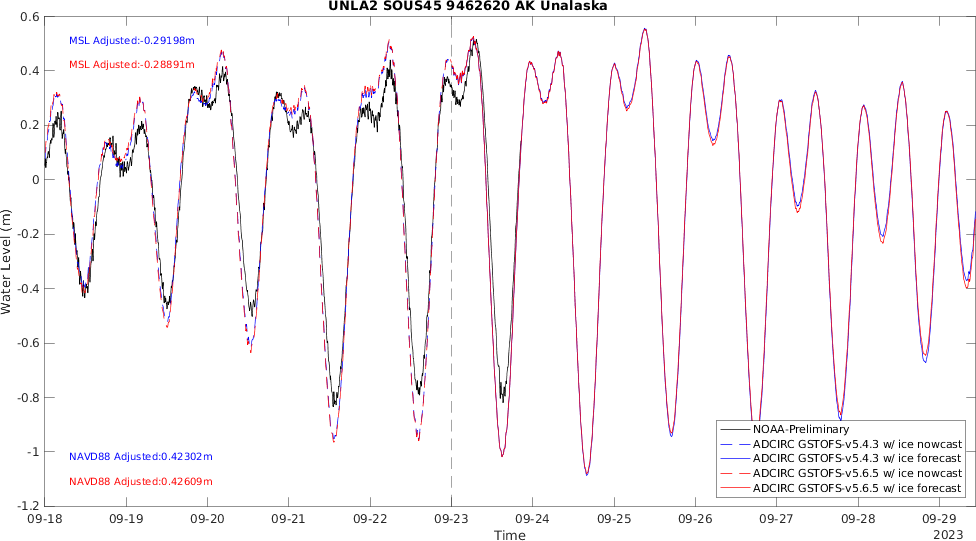 UNLA2 SOUS45 9462620 AK Unalaska
MSL Adjusted:-0.29198m
MSL Adjusted:-0.28891m
NAVD88 Adjusted:0.42302m
NAVD88 Adjusted:0.42609m
Water Level (m)
0.6
0.4
0.2
0
-0.2
-0.4
-0.6
-0.8
-1
-1.2
NOAA-Preliminary
ADCIRC GSTOFS-v5.4.3 w/ ice nowcast
ADCIRC GSTOFS-v5.4.3 w/ ice forecast
ADCIRC GSTOFS-v5.6.5 w/ ice nowcast
ADCIRC GSTOFS-v5.6.5 w/ ice forecast
09-18 09-19 09-20 09-21 09-22 09-23 09-24 09-25 09-26 09-27 09-28 09-29
Time
2023